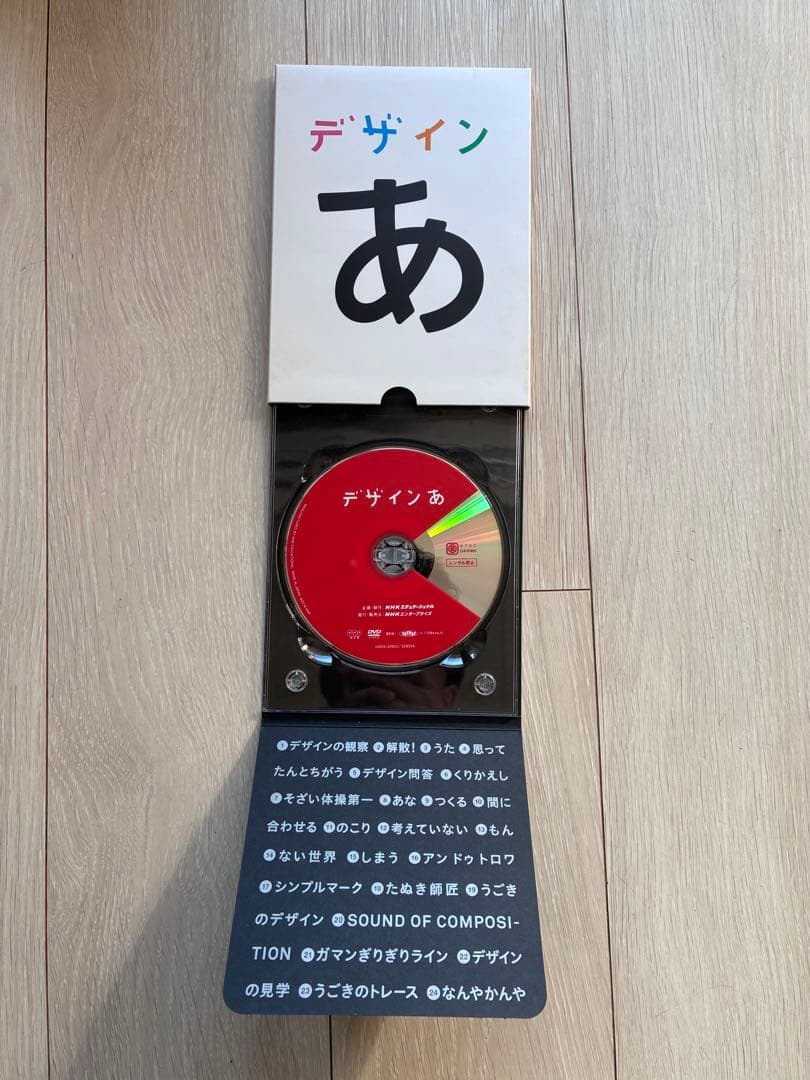 デザイン
あ
デザインあ
レンタル禁止
企画・制作 NHKエデュケーショナル
発行・販売元 NHKエンタープライズ
DVD
①デザインの観察 ②解散! ③うた ④思って
たんとちがう ⑤デザイン問答 ⑥くりかえし
⑦そざい体操第一 ⑧あな ⑨つくる ⑩間に
合わせる ⑪のこり ⑫考えていない ⑬もん
⑭ない世界 ⑮しまう ⑯アンドゥトロワ
⑰シンプルマーク ⑱たぬき師匠 ⑲うごき
のデザイン ⑳SOUND OF COMPOSI-
TION ㉑ガマンぎりぎりライン ㉒デザイン
の見学 ㉓うごきのトレース ㉔なんやかんや